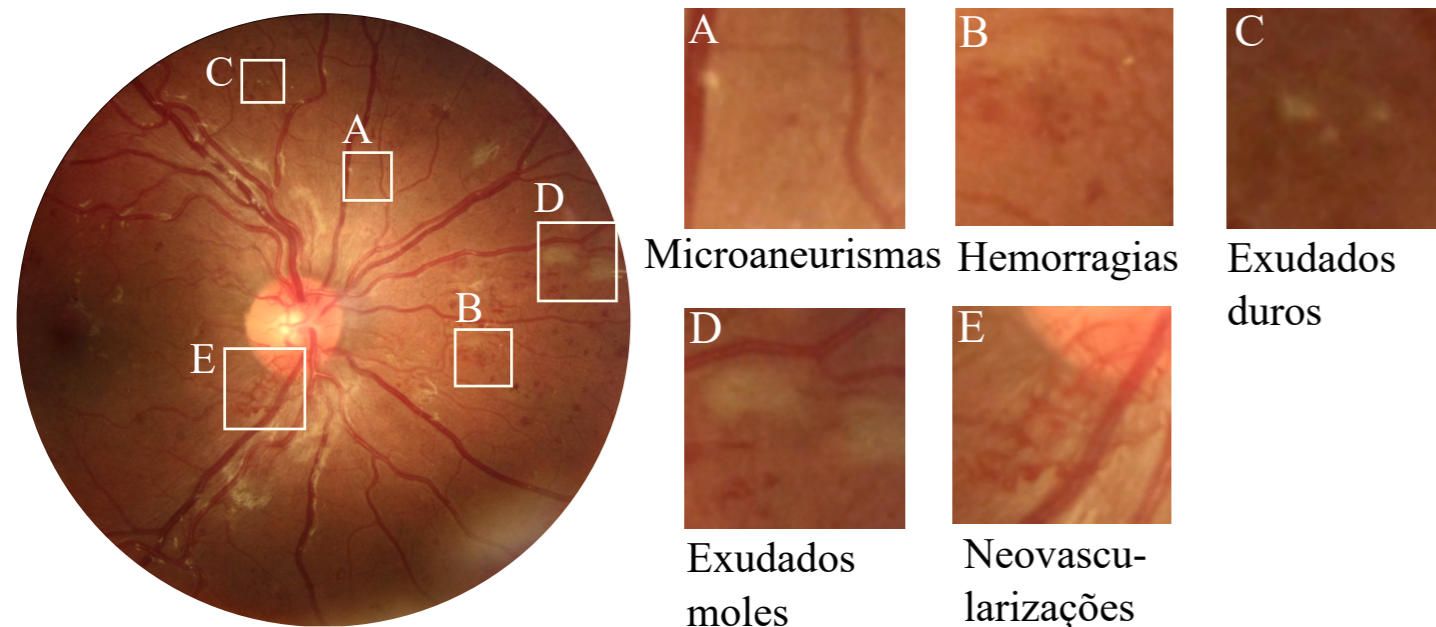 C
A
D
B
E
A
Microaneurismas
B
Hemorragias
C
Exudados
duros
D
Exudados
moles
E
Neovascu-
larizações